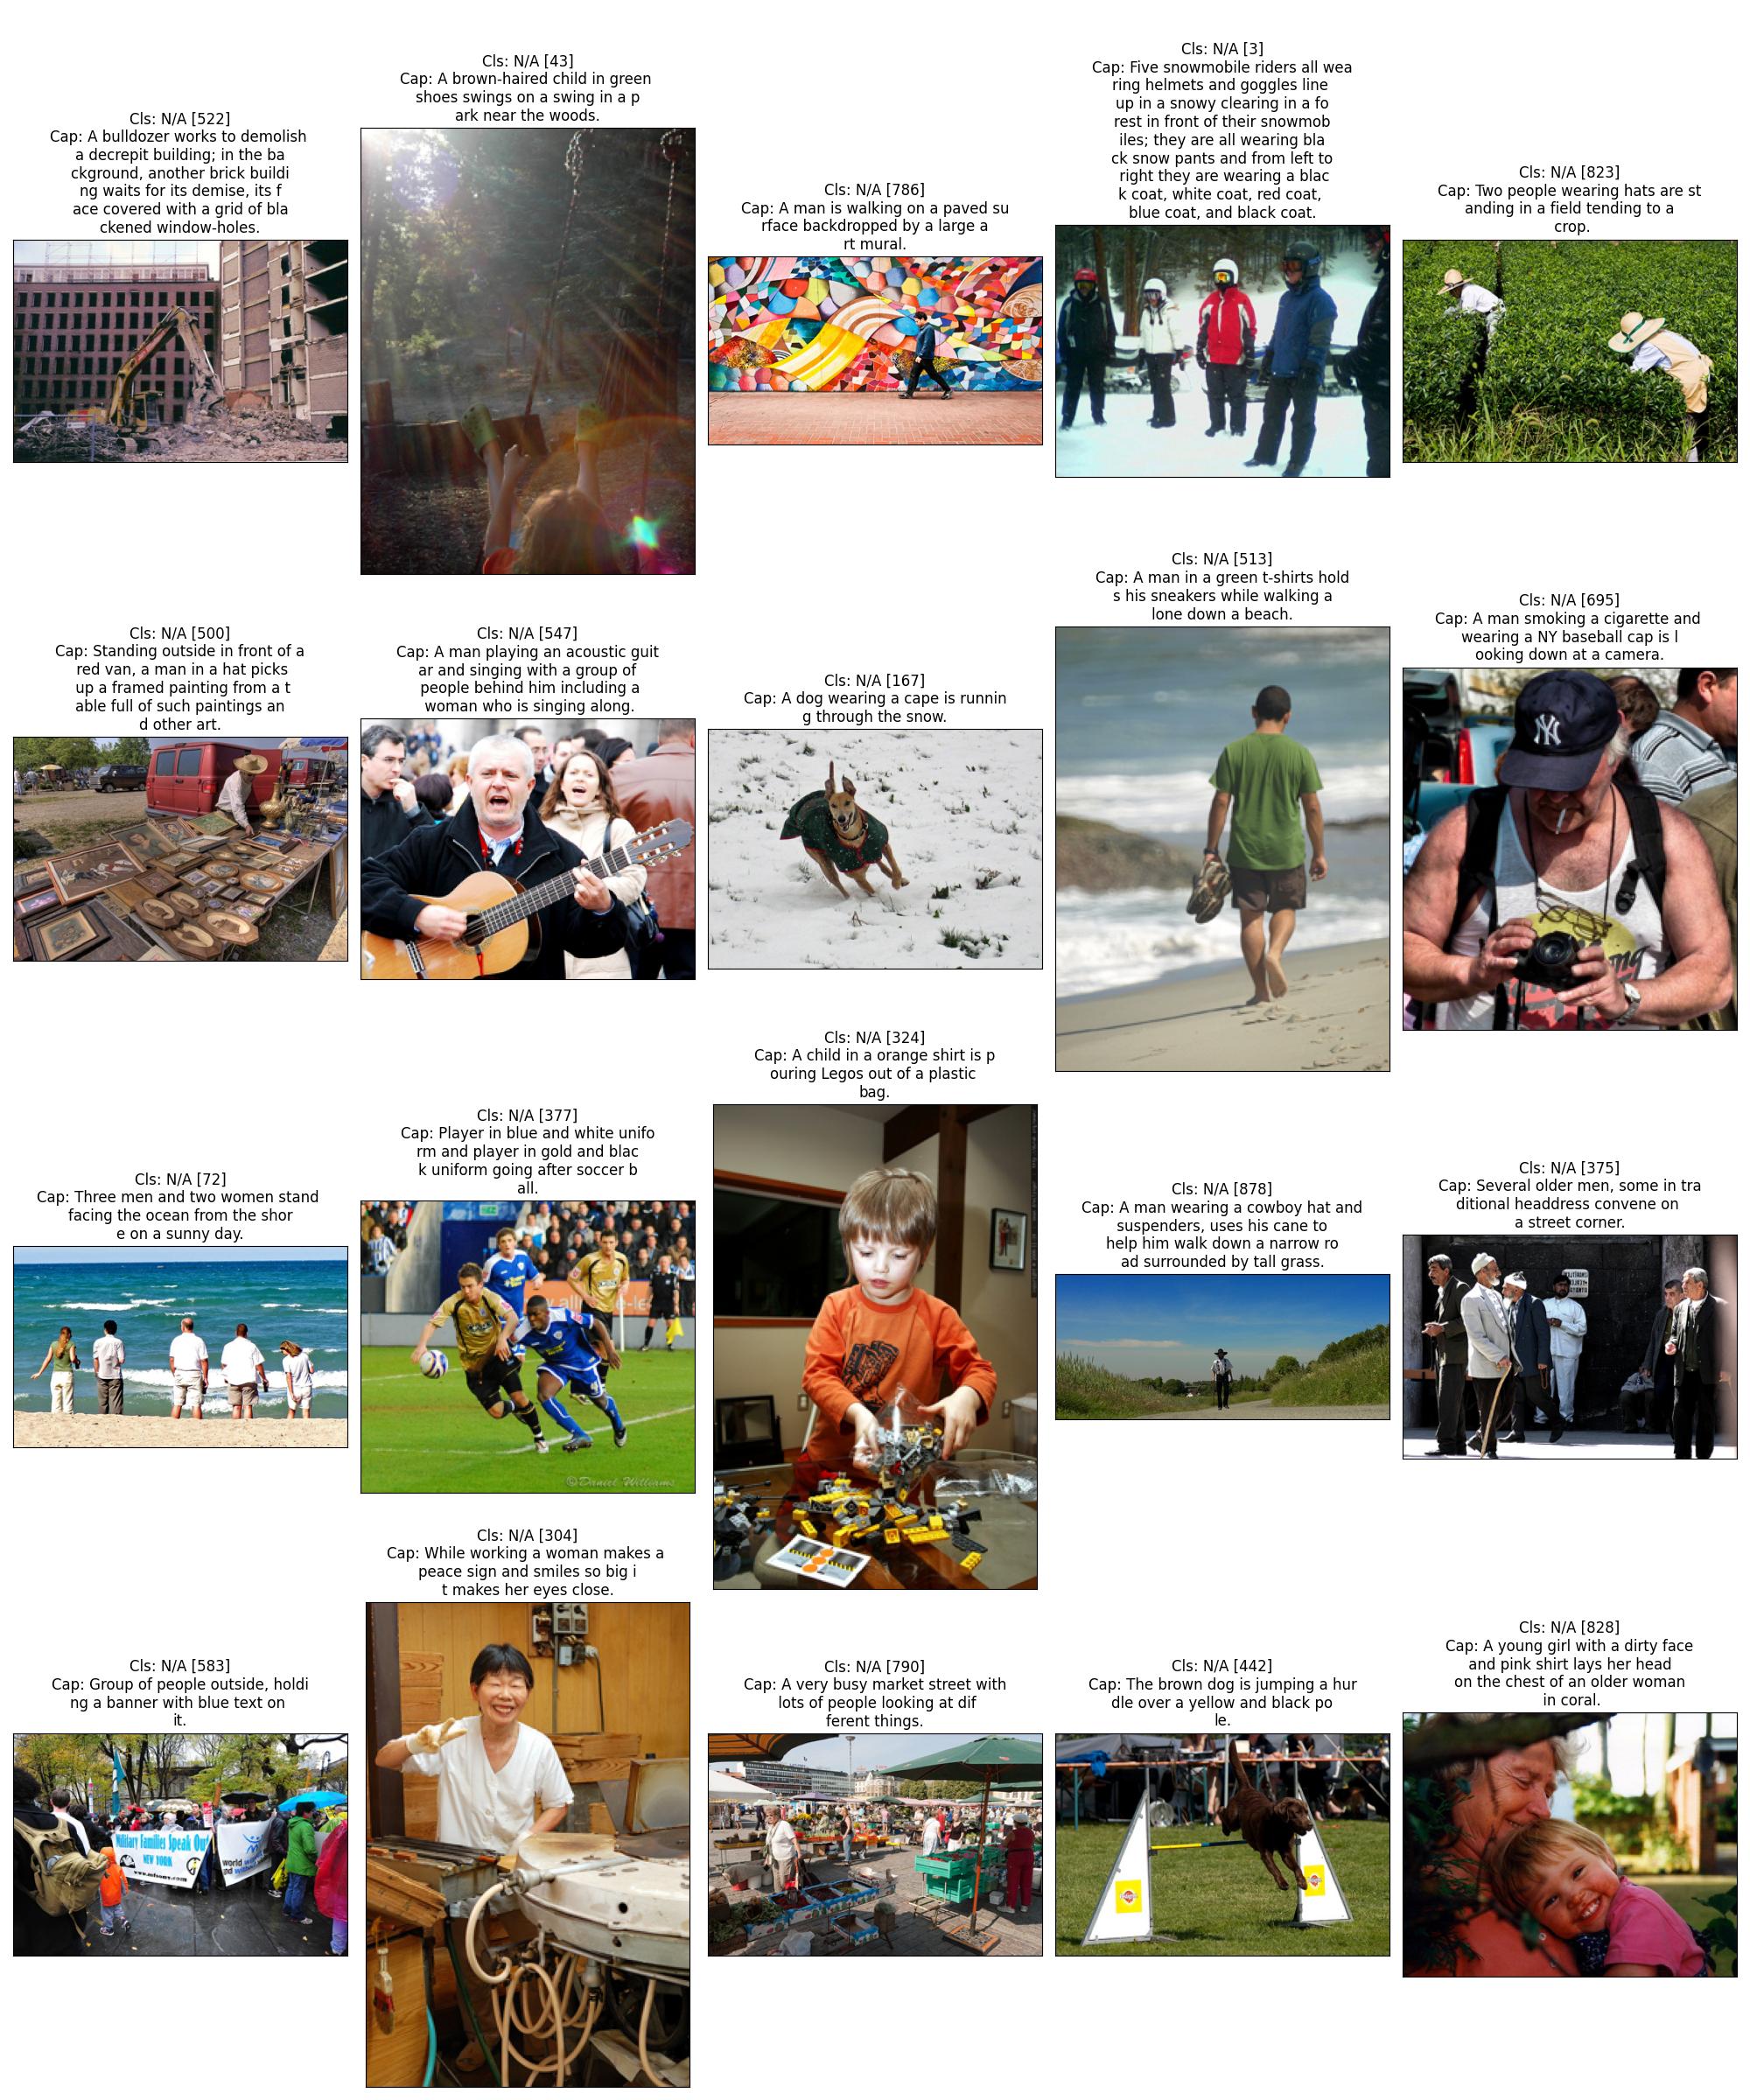 Cls: N/A [522]
Cap: A bulldozer works to demolish
a decrepit building; in the ba
ckground, another brick buildi
ng waits for its demise, its f
ace covered with a grid of bla
ckened window-holes.
Cls: N/A [43]
Cap: A brown-haired child in green
shoes swings on a swing in a p
ark near the woods.
Cls: N/A [786]
Cap: A man is walking on a paved su
rface backdropped by a large a
rt mural.
Cls: N/A [3]
Cap: Five snowmobile riders all wea
ring helmets and goggles line
up in a snowy clearing in a fo
rest in front of their snowmob
iles; they are all wearing bla
ck snow pants and from left to
right they are wearing a blac
k coat, white coat, red coat,
blue coat, and black coat.
Cls: N/A [823]
Cap: Two people wearing hats are st
anding in a field tending to a
crop.
Cls: N/A [500]
Cap: Standing outside in front of a
red van, a man in a hat picks
up a framed painting from a t
able full of such paintings an
d other art.
Cls: N/A [547]
Cap: A man playing an acoustic guit
ar and singing with a group of
people behind him including a
woman who is singing along.
Cls: N/A [167]
Cap: A dog wearing a cape is runnin
g through the snow.
Cls: N/A [513]
Cap: A man in a green t-shirts hold
s his sneakers while walking a
lone down a beach.
Cls: N/A [695]
Cap: A man smoking a cigarette and
wearing a NY baseball cap is l
ooking down at a camera.
NY
Cls: N/A [72]
Cap: Three men and two women stand
facing the ocean from the shor
e on a sunny day.
Cls: N/A [377]
Cap: Player in blue and white unifo
rm and player in gold and blac
k uniform going after soccer b
all.
©Daniel Williams
Cls: N/A [324]
Cap: A child in a orange shirt is p
ouring Legos out of a plastic
bag.
Cls: N/A [878]
Cap: A man wearing a cowboy hat and
suspenders, uses his cane to
help him walk down a narrow ro
ad surrounded by tall grass.
Cls: N/A [375]
Cap: Several older men, some in tra
ditional headdress convene on
a street corner.
Cls: N/A [583]
Cap: Group of people outside, holdi
ng a banner with blue text on
it.
Military Families Speak Out
NEW YORK
world
Cls: N/A [304]
Cap: While working a woman makes a
peace sign and smiles so big i
t makes her eyes close.
Cls: N/A [790]
Cap: A very busy market street with
lots of people looking at dif
ferent things.
Cls: N/A [442]
Cap: The brown dog is jumping a hur
dle over a yellow and black po
le.
Cls: N/A [828]
Cap: A young girl with a dirty face
and pink shirt lays her head
on the chest of an older woman
in coral.